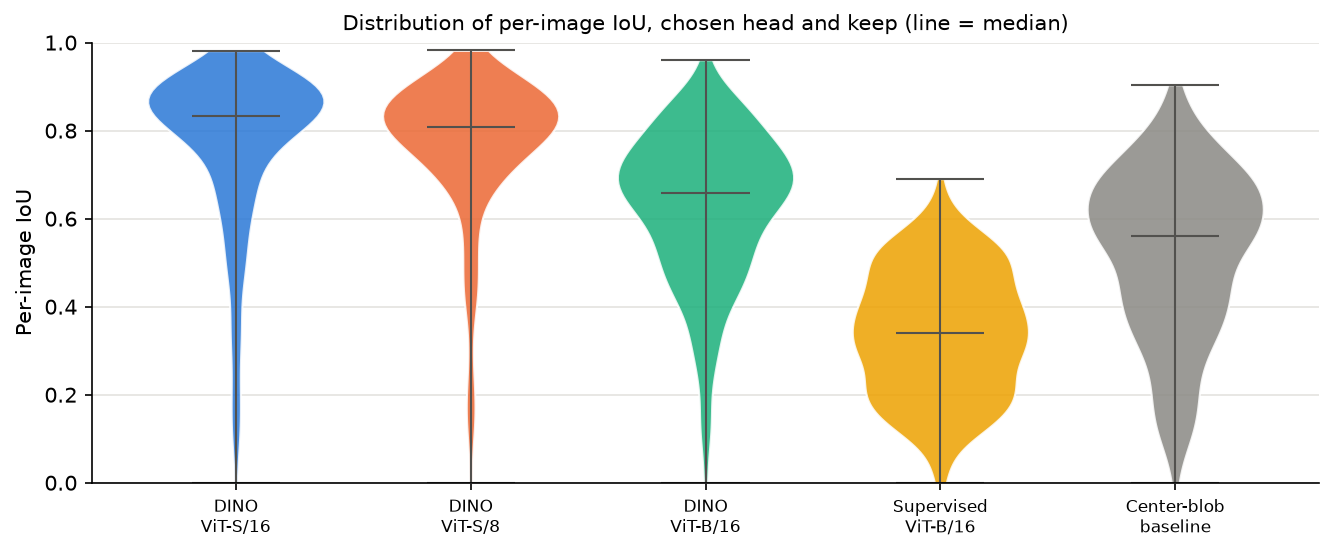 Distribution of per-image IoU, chosen head and keep (line = median)
Per-image IoU
1.0
0.8
0.6
0.4
0.2
0.0
DINO
ViT-S/16
DINO
ViT-S/8
DINO
ViT-B/16
Supervised
ViT-B/16
Center-blob
baseline